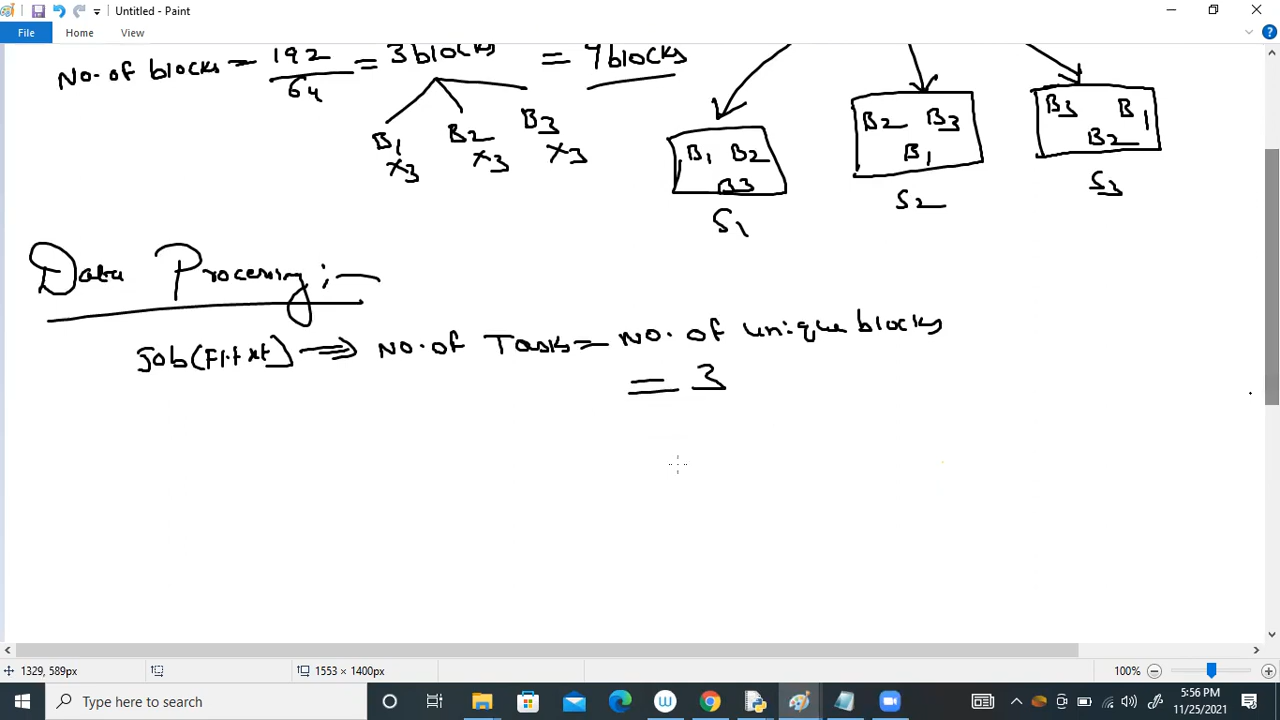 Untitled - Paint
File Home View
No. of blocks = 192 / 64 = 3 blocks = 9 blocks
B1 B2 B3
x3 x3 x3
B1 B2
B3
S1
B2 B3
B1
S2
B3 B1
B2
S3
Data Processing :-
Job(F1.txt) => No. of Tasks = No. of unique blocks
= 3
1329, 589px
1553 × 1400px
100%
Type here to search
5:56 PM
11/25/2021